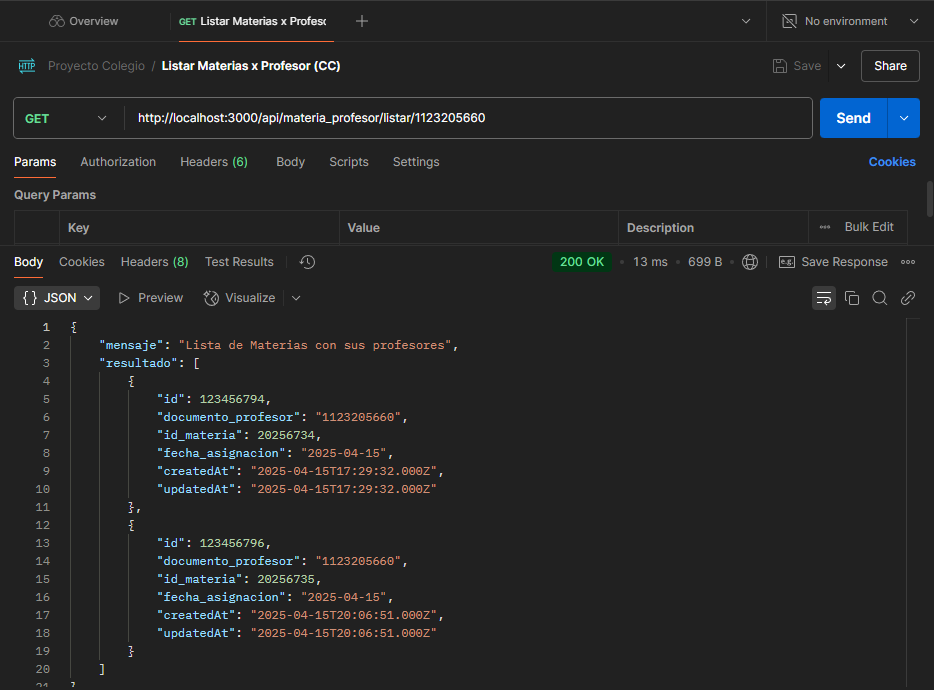 Overview GET Listar Materias x Profesc No environment
HTTP Proyecto Colegio / Listar Materias x Profesor (CC) Save Share
GET http://localhost:3000/api/materia_profesor/listar/1123205660 Send
Params Authorization Headers (6) Body Scripts Settings Cookies
Query Params
Key Value Description Bulk Edit
Body Cookies Headers (8) Test Results 200 OK • 13 ms • 699 B • e.g. Save Response
{} JSON Preview Visualize
1 {
2 "mensaje": "Lista de Materias con sus profesores",
3 "resultado": [
4 {
5 "id": 123456794,
6 "documento_profesor": "1123205660",
7 "id_materia": 20256734,
8 "fecha_asignacion": "2025-04-15",
9 "createdAt": "2025-04-15T17:29:32.000Z",
10 "updatedAt": "2025-04-15T17:29:32.000Z"
11 },
12 {
13 "id": 123456796,
14 "documento_profesor": "1123205660",
15 "id_materia": 20256735,
16 "fecha_asignacion": "2025-04-15",
17 "createdAt": "2025-04-15T20:06:51.000Z",
18 "updatedAt": "2025-04-15T20:06:51.000Z"
19 }
20 ]
21 }